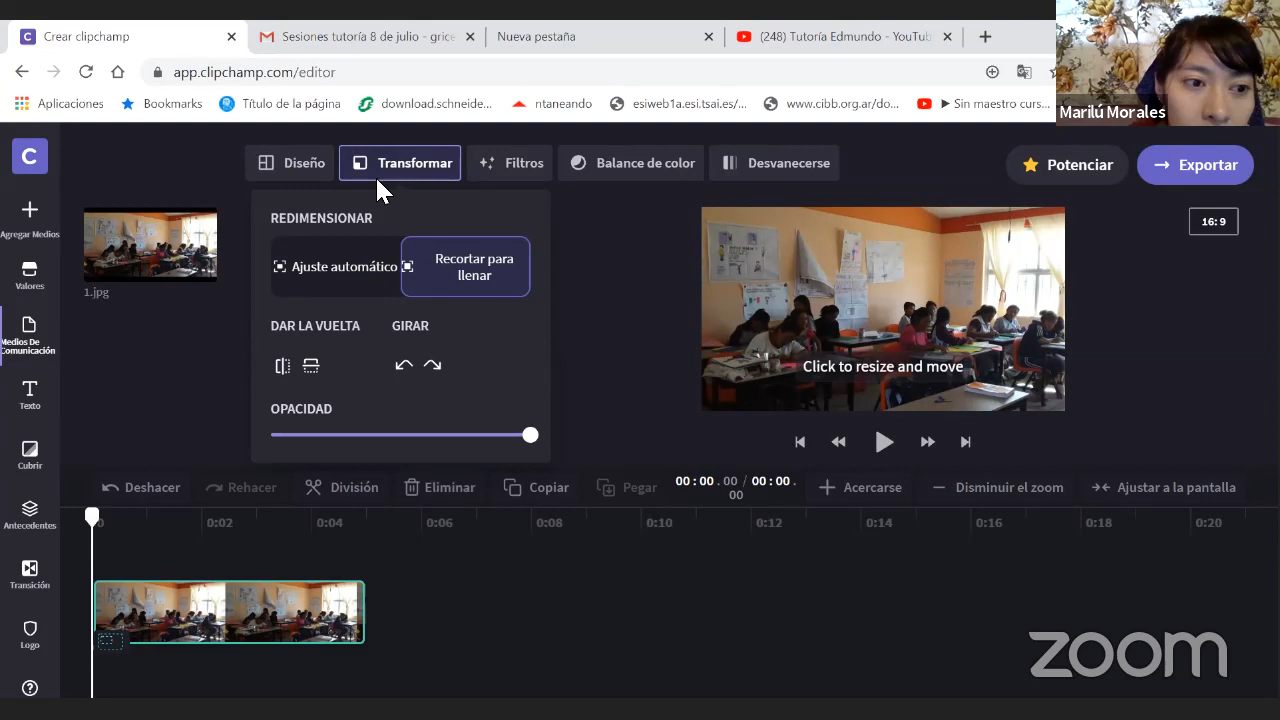 Crear clipchamp
Sesiones tutoría 8 de julio - grice
Nueva pestaña
(248) Tutoría Edmundo - YouTube
app.clipchamp.com/editor
Aplicaciones
Bookmarks
Título de la página
download.schneide...
ntaneando
esiweb1a.esi.tsai.es/...
www.cibb.org.ar/do...
Sin maestro curs...
Marilú Morales
C
Diseño
Transformar
Filtros
Balance de color
Desvanecerse
Potenciar
Exportar
Agregar Medios
Valores
Medios De
Comunicación
Texto
Cubrir
Antecedentes
Transición
Logo
1.jpg
REDIMENSIONAR
Ajuste automático
Recortar para
llenar
DAR LA VUELTA
GIRAR
OPACIDAD
16:9
Click to resize and move
Deshacer
Rehacer
División
Eliminar
Copiar
Pegar
00:00.00 / 00:00.
00
Acercarse
Disminuir el zoom
Ajustar a la pantalla
0
0:02
0:04
0:06
0:08
0:10
0:12
0:14
0:16
0:18
0:20
zoom